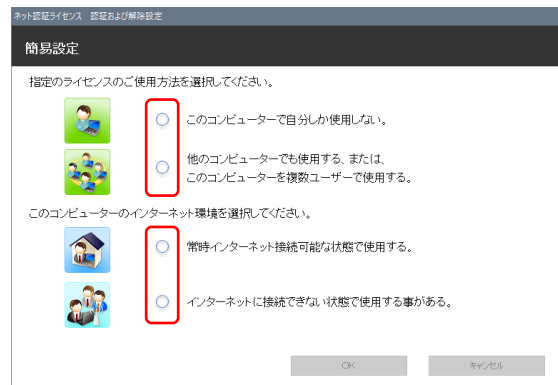 ネット認証ライセンス 認証および解除設定
簡易設定
指定のライセンスのご使用方法を選択してください。
このコンピューターで自分しか使用しない。
他のコンピューターでも使用する、または、
このコンピューターを複数ユーザーで使用する。
このコンピューターのインターネット環境を選択してください。
常時インターネット接続可能な状態で使用する。
インターネットに接続できない状態で使用する事がある。
OK
キャンセル